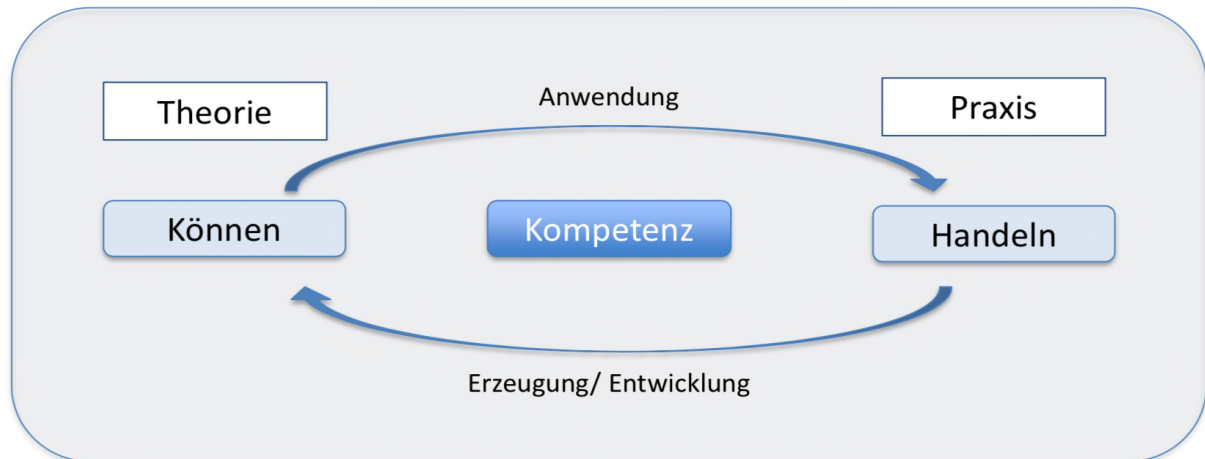 Theorie
Anwendung
Praxis
Können
Kompetenz
Handeln
Erzeugung/ Entwicklung